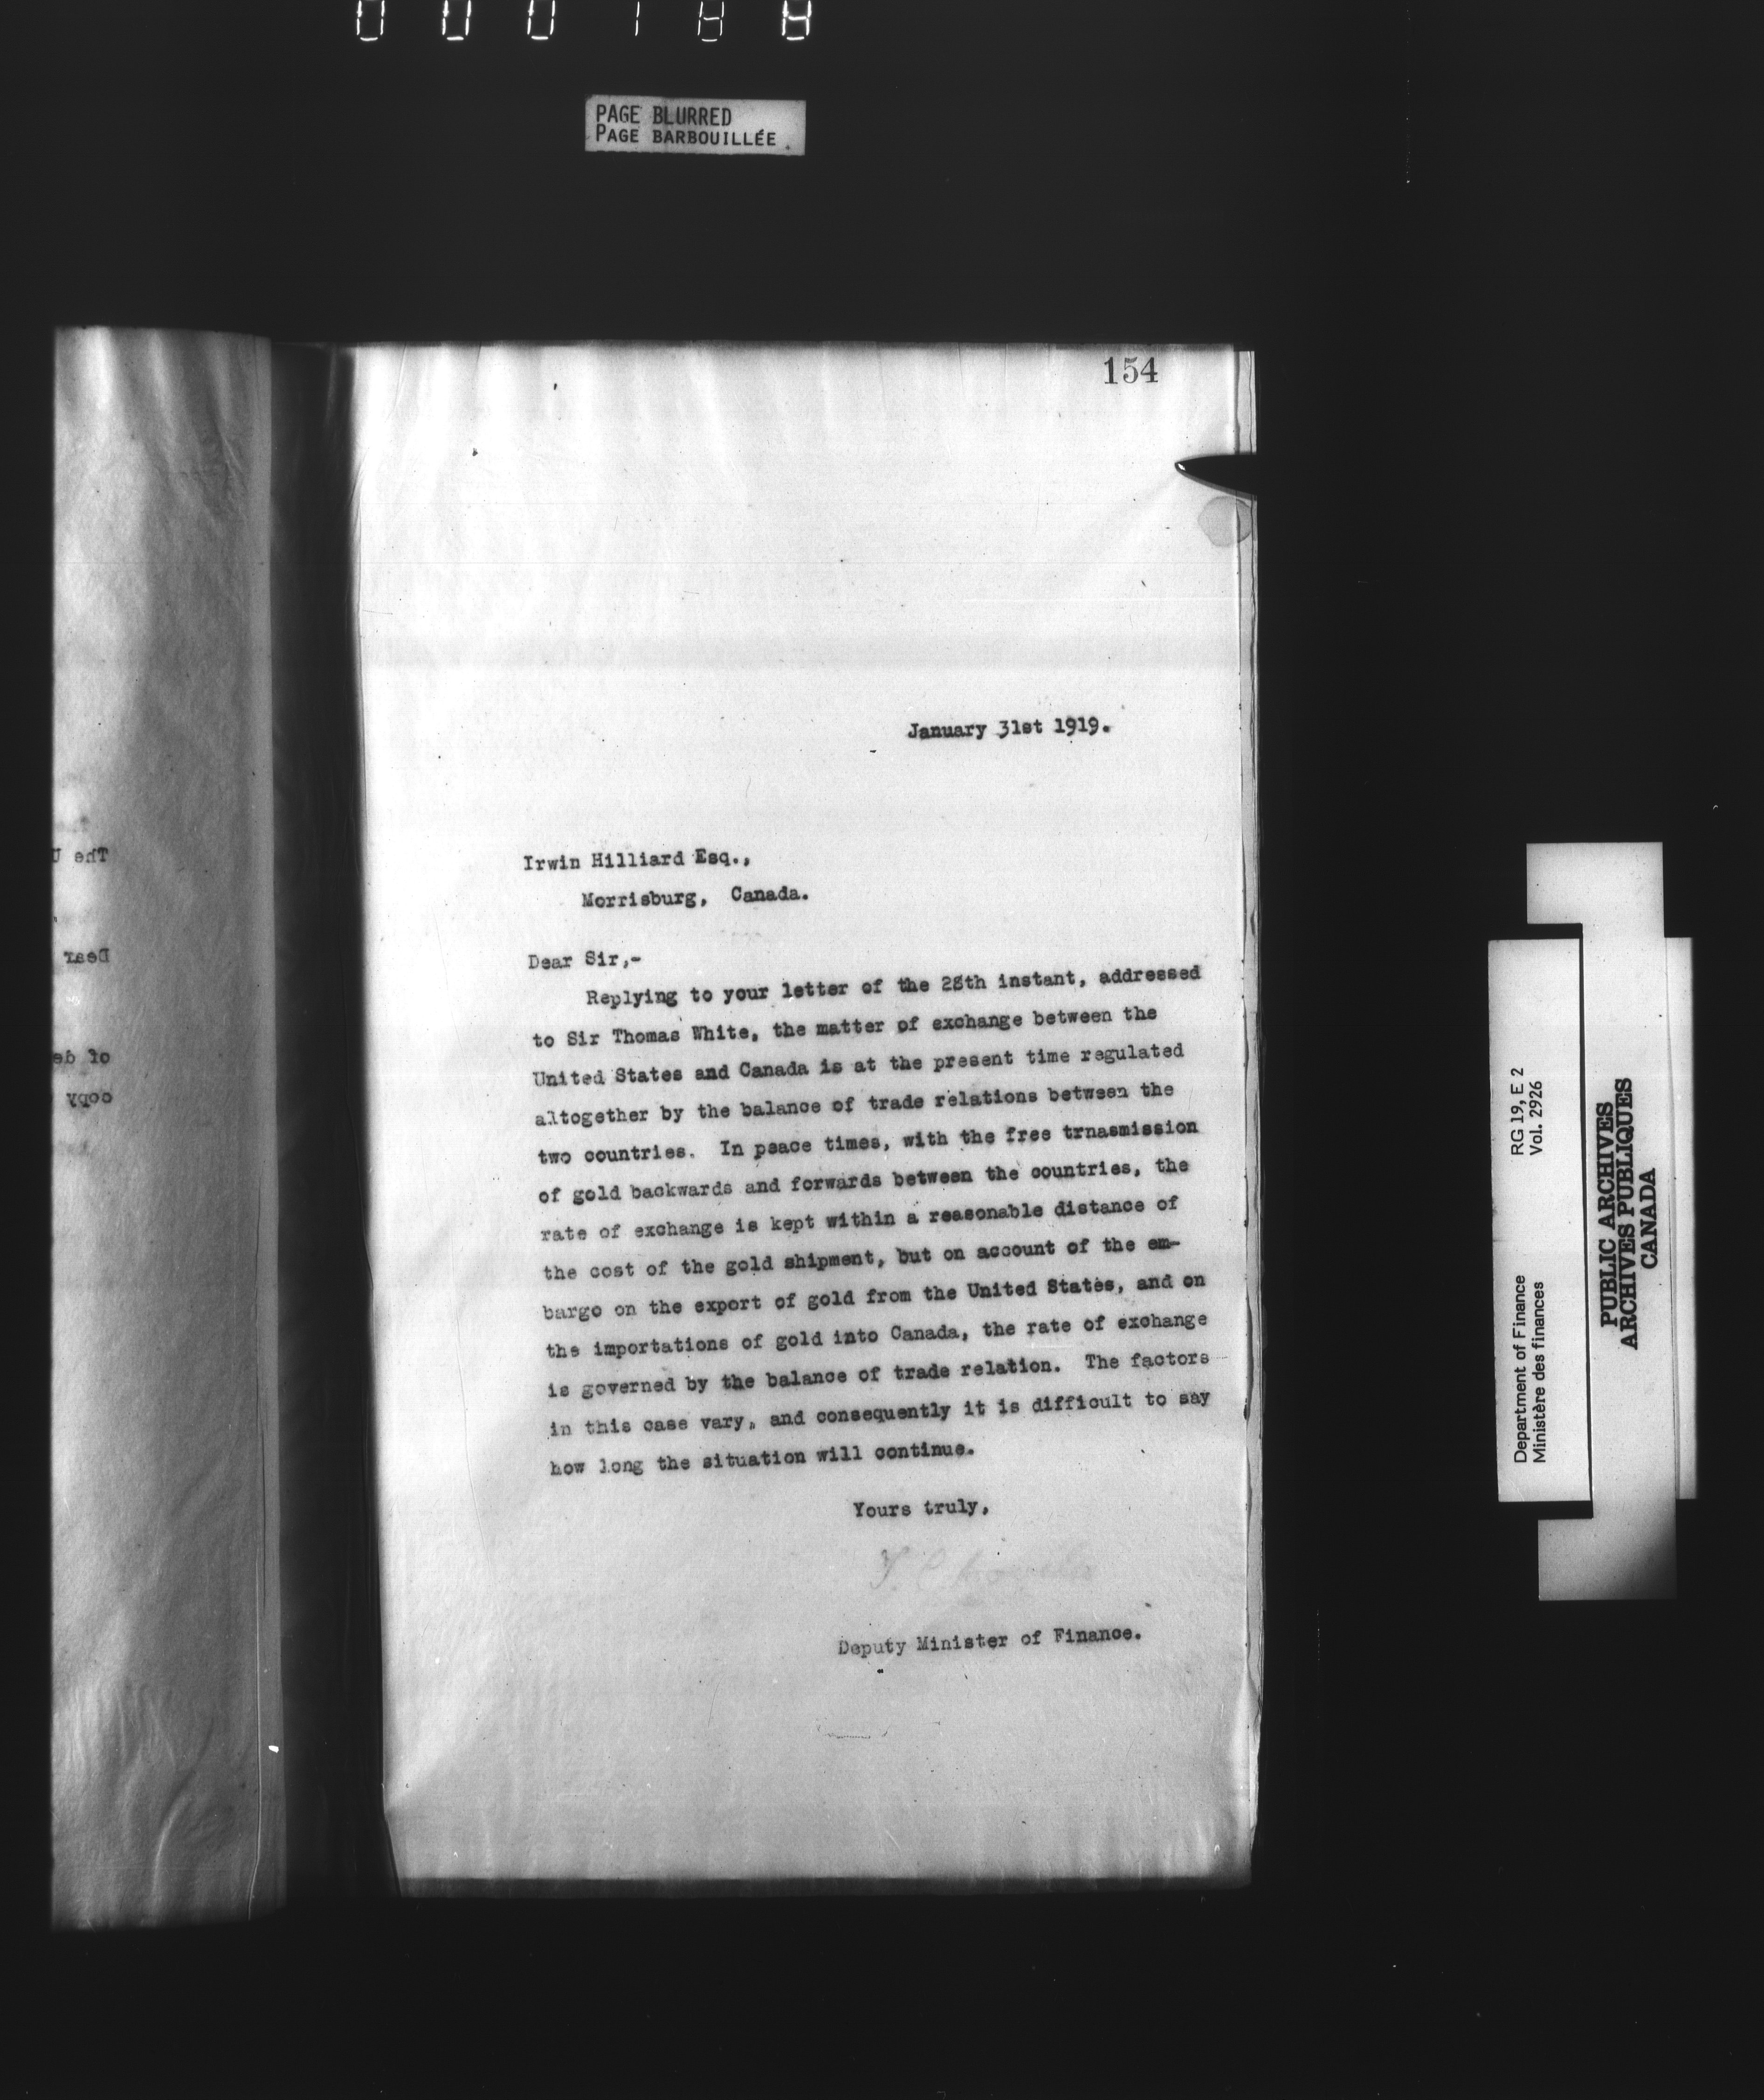 PAGE BLURRED
PAGE BARBOUILLÉE
154
January 31st 1919.
Irwin Hilliard Esq.,
Morrisburg, Canada.
Dear Sir,-
Replying to your letter of the 28th instant, addressed
to Sir Thomas White, the matter of exchange between the
United States and Canada is at the present time regulated
altogether by the balance of trade relations between the
two countries. In peace times, with the free trnasmission
of gold backwards and forwards between the countries, the
rate of exchange is kept within a reasonable distance of
the cost of the gold shipment, but on account of the em-
bargo on the export of gold from the United States, and on
the importations of gold into Canada, the rate of exchange
is governed by the balance of trade relation. The factors
in this case vary, and consequently it is difficult to say
how long the situation will continue.
Yours truly,
Deputy Minister of Finance.
The
Dear
of
copy
Department of Finance RG 19, E 2
Ministère des finances Vol. 2926
PUBLIC ARCHIVES
ARCHIVES PUBLIQUES
CANADA